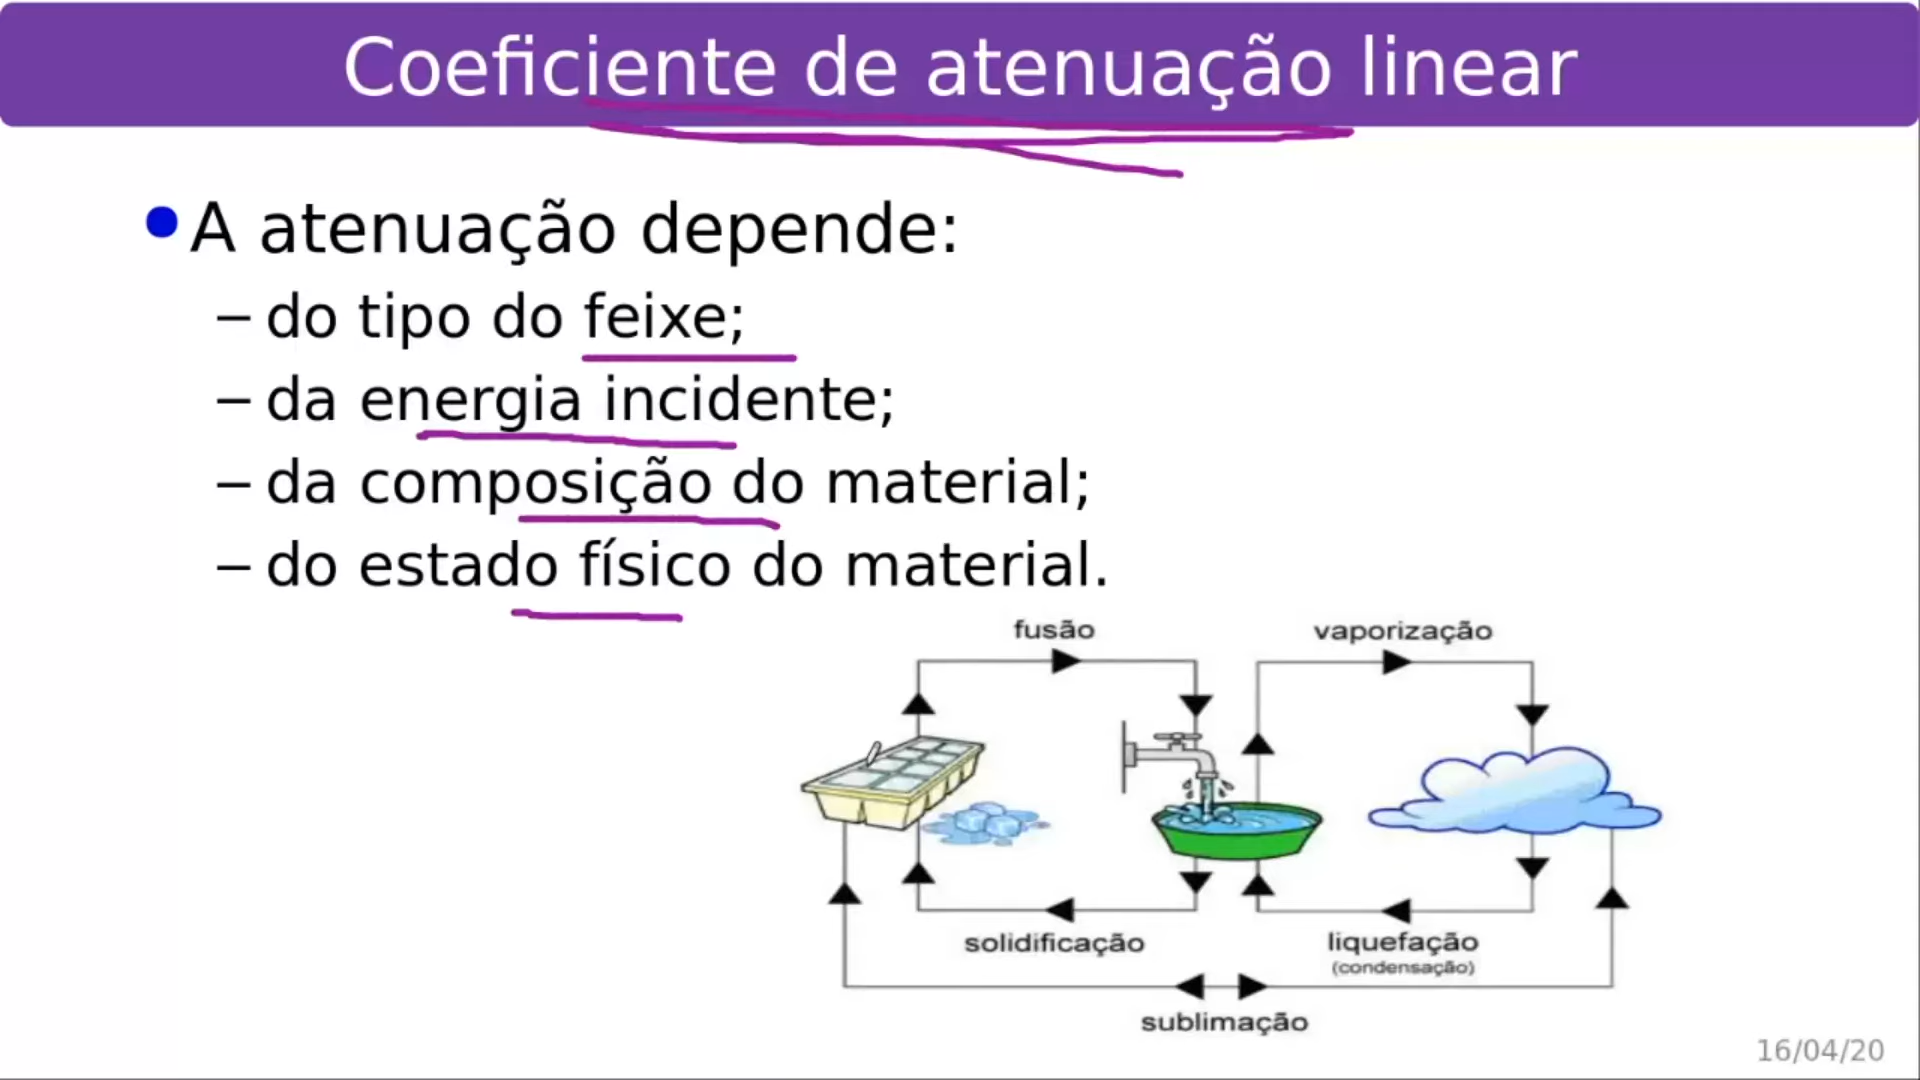 Coeficiente de atenuação linear
A atenuação depende:
– do tipo do feixe;
– da energia incidente;
– da composição do material;
– do estado físico do material.
fusão
vaporização
solidificação
liquefação
(condensação)
sublimação
16/04/20